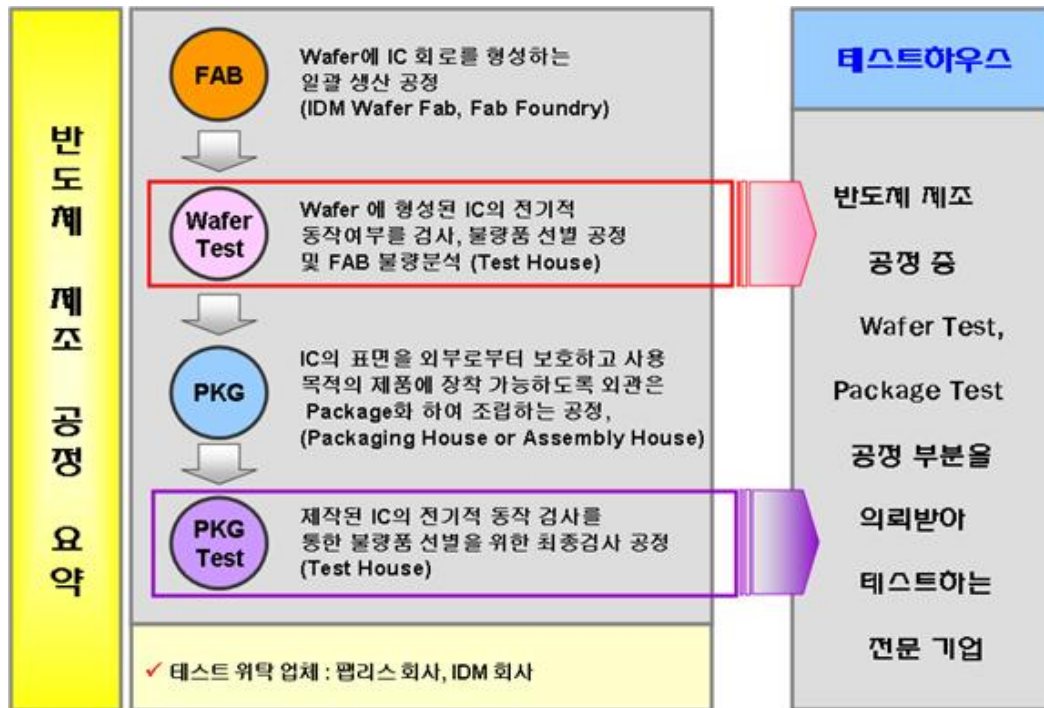 반도체 제조 공정 요약
FAB
Wafer에 IC 회로를 형성하는
일괄 생산 공정
(IDM Wafer Fab, Fab Foundry)
Wafer
Test
Wafer 에 형성된 IC의 전기적
동작여부를 검사, 불량품 선별 공정
및 FAB 불량분석 (Test House)
PKG
IC의 표면을 외부로부터 보호하고 사용
목적의 제품에 장착 가능하도록 외관은
Package화 하여 조립하는 공정,
(Packaging House or Assembly House)
PKG
Test
제작된 IC의 전기적 동작 검사를
통한 불량품 선별을 위한 최종검사 공정
(Test House)
✓ 테스트 위탁 업체 : 팹리스 회사, IDM 회사
테스트하우스
반도체 제조
공정 중
Wafer Test,
Package Test
공정 부분을
의뢰받아
테스트하는
전문 기업